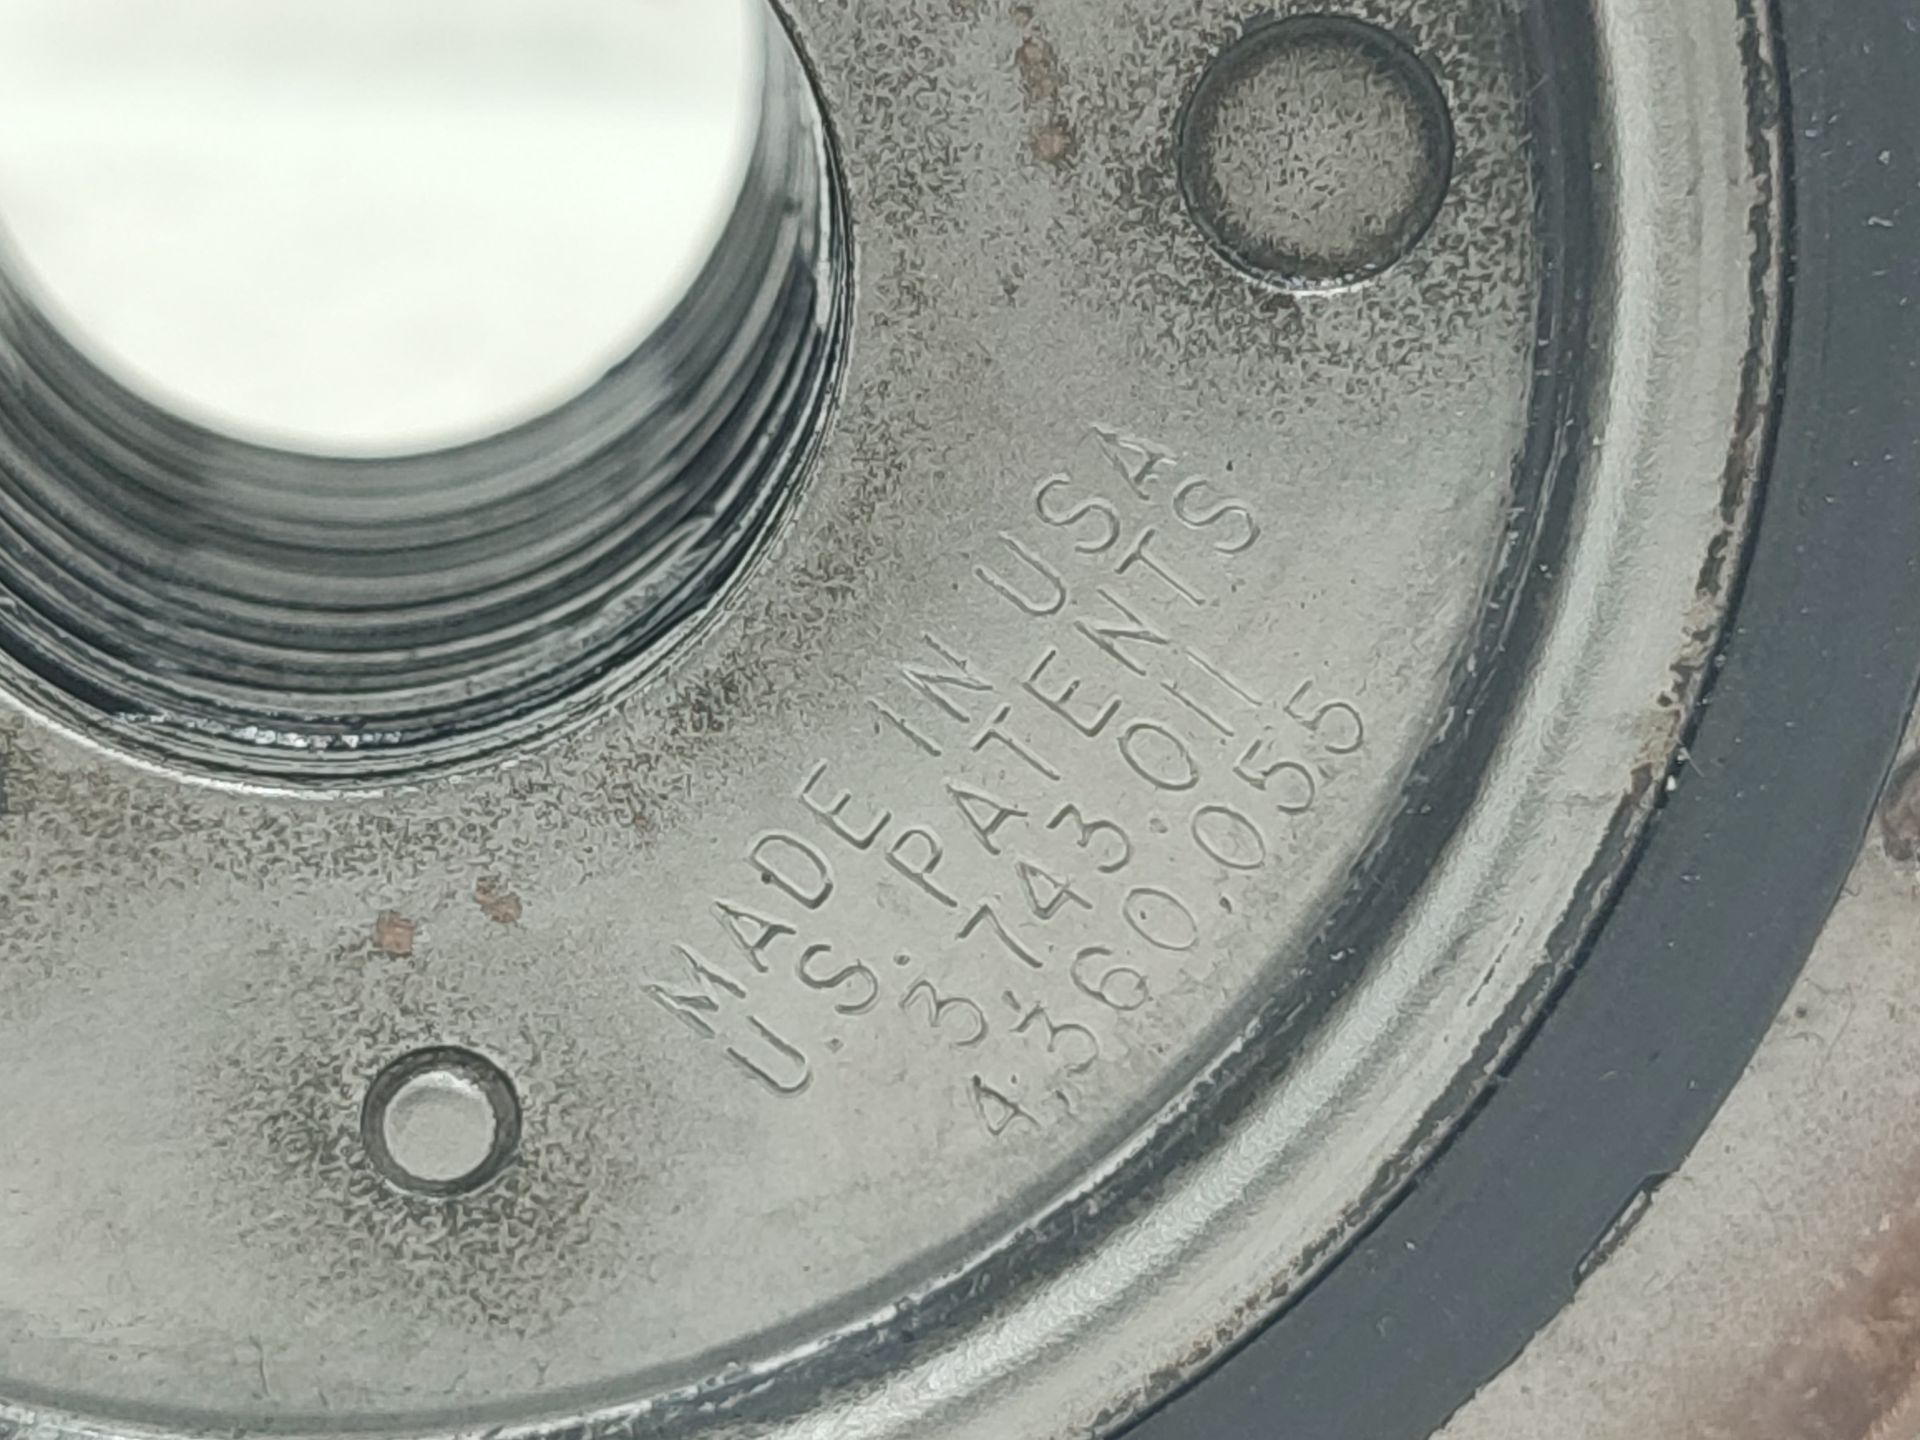 MADE IN USA
U.S. PATENTS
3,743,011
4,360,055